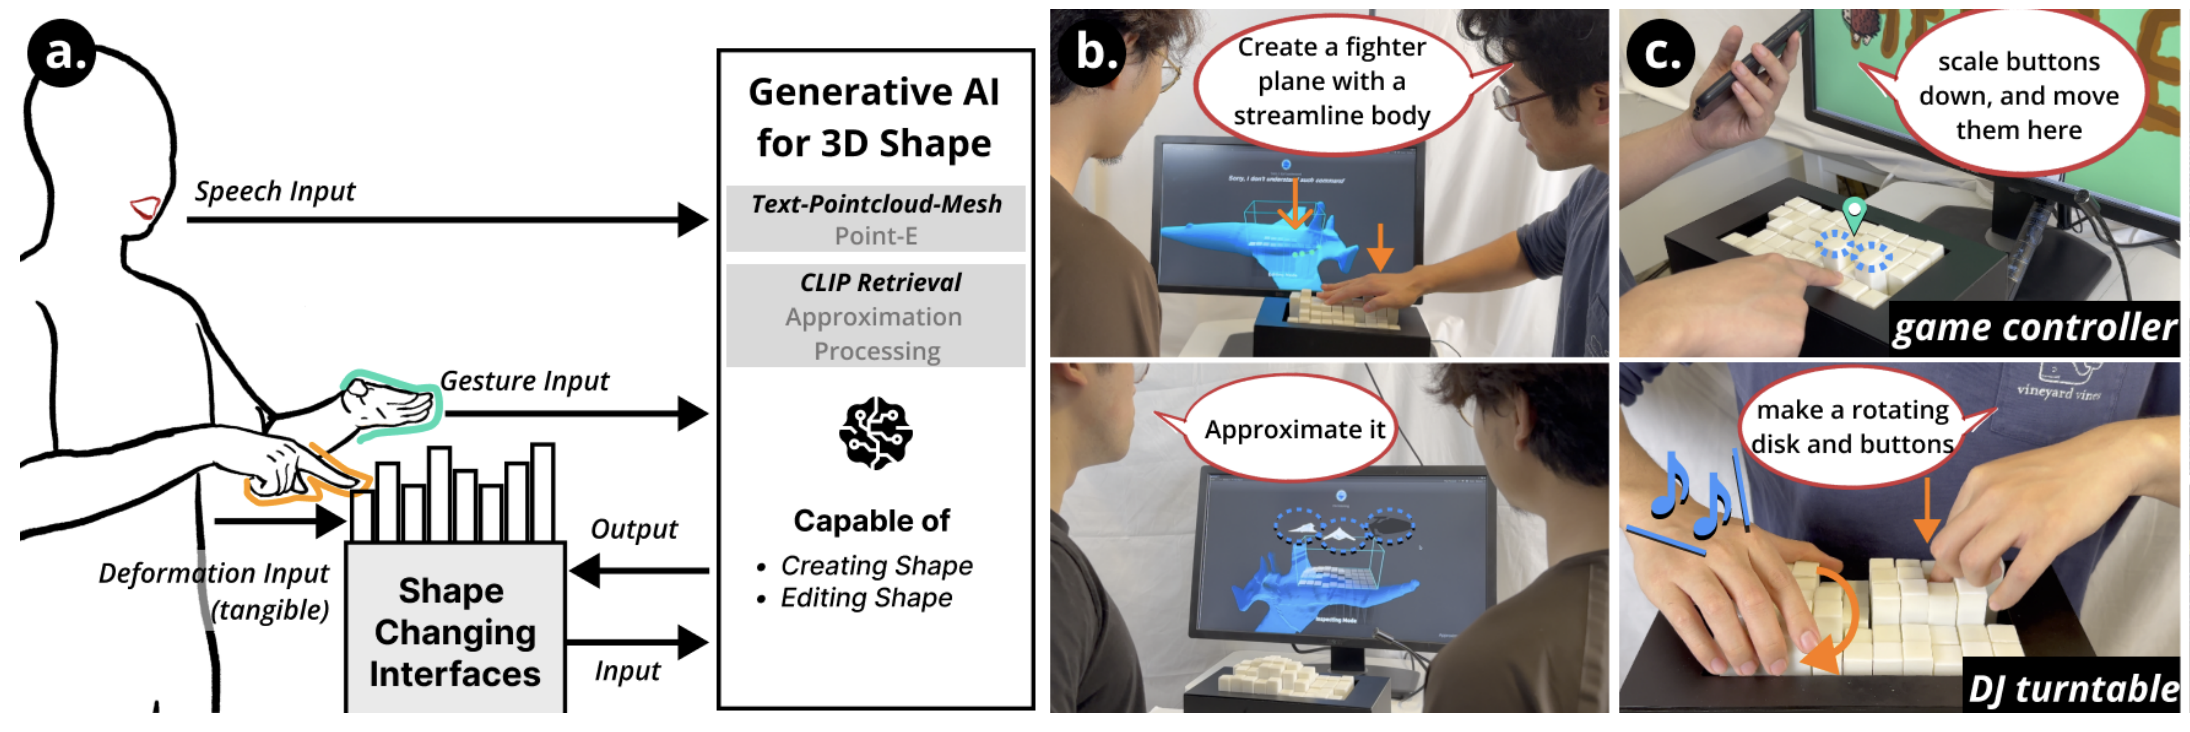 a.
Speech Input
Gesture Input
Deformation Input
(tangible)
Shape
Changing
Interfaces
Output
Input
Generative AI
for 3D Shape
Text-Pointcloud-Mesh
Point-E
CLIP Retrieval
Approximation
Processing
Capable of
• Creating Shape
• Editing Shape
b.
Create a fighter
plane with a
streamline body
Sorry, I don't understand such command
Approximate it
Inspecting Mode
c.
scale buttons
down, and move
them here
game controller
make a rotating
disk and buttons
vineyard vines
DJ turntable